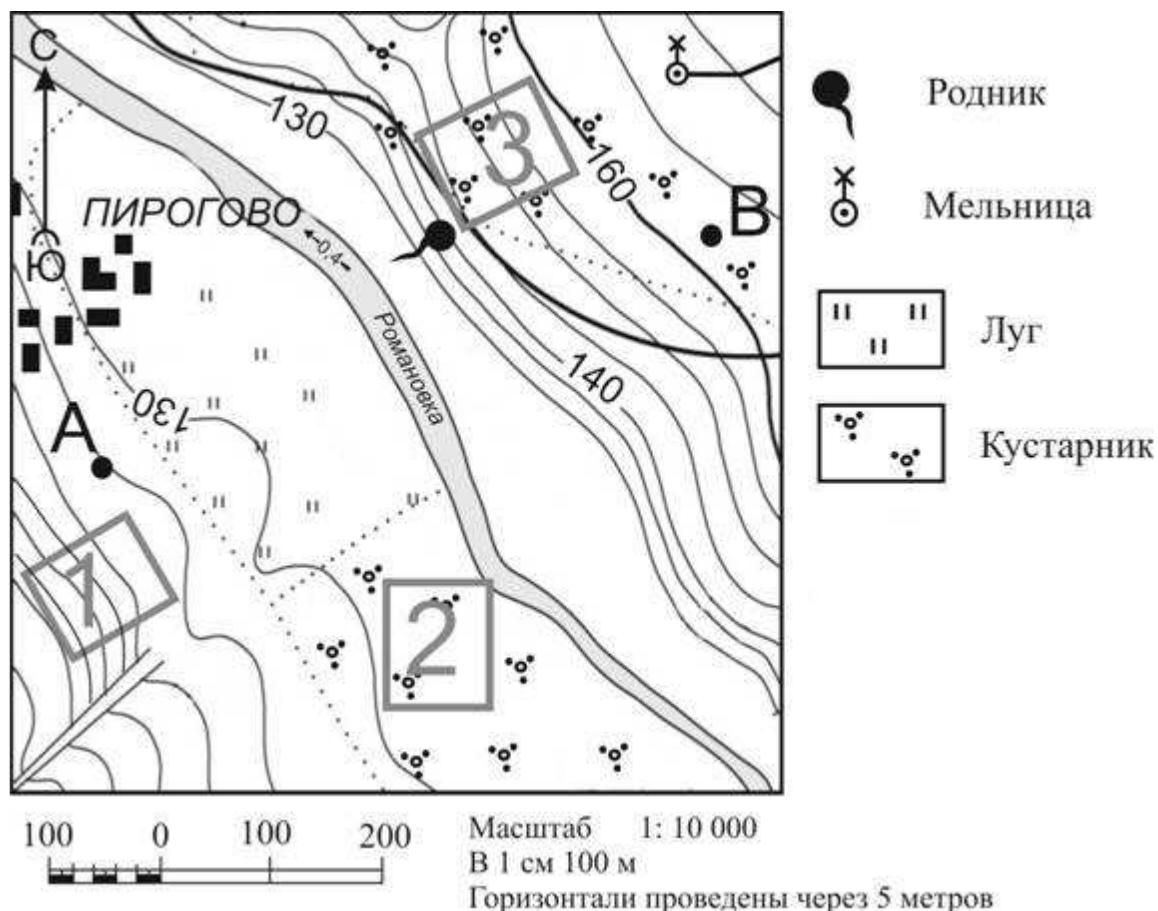 С
Ю
130
3
160
В
ПИРОГОВО
0,4
Романовка
140
130
А
1
2
Родник
Мельница
Луг
Кустарник
100 0 100 200
Масштаб 1: 10 000
В 1 см 100 м
Горизонтали проведены через 5 метров